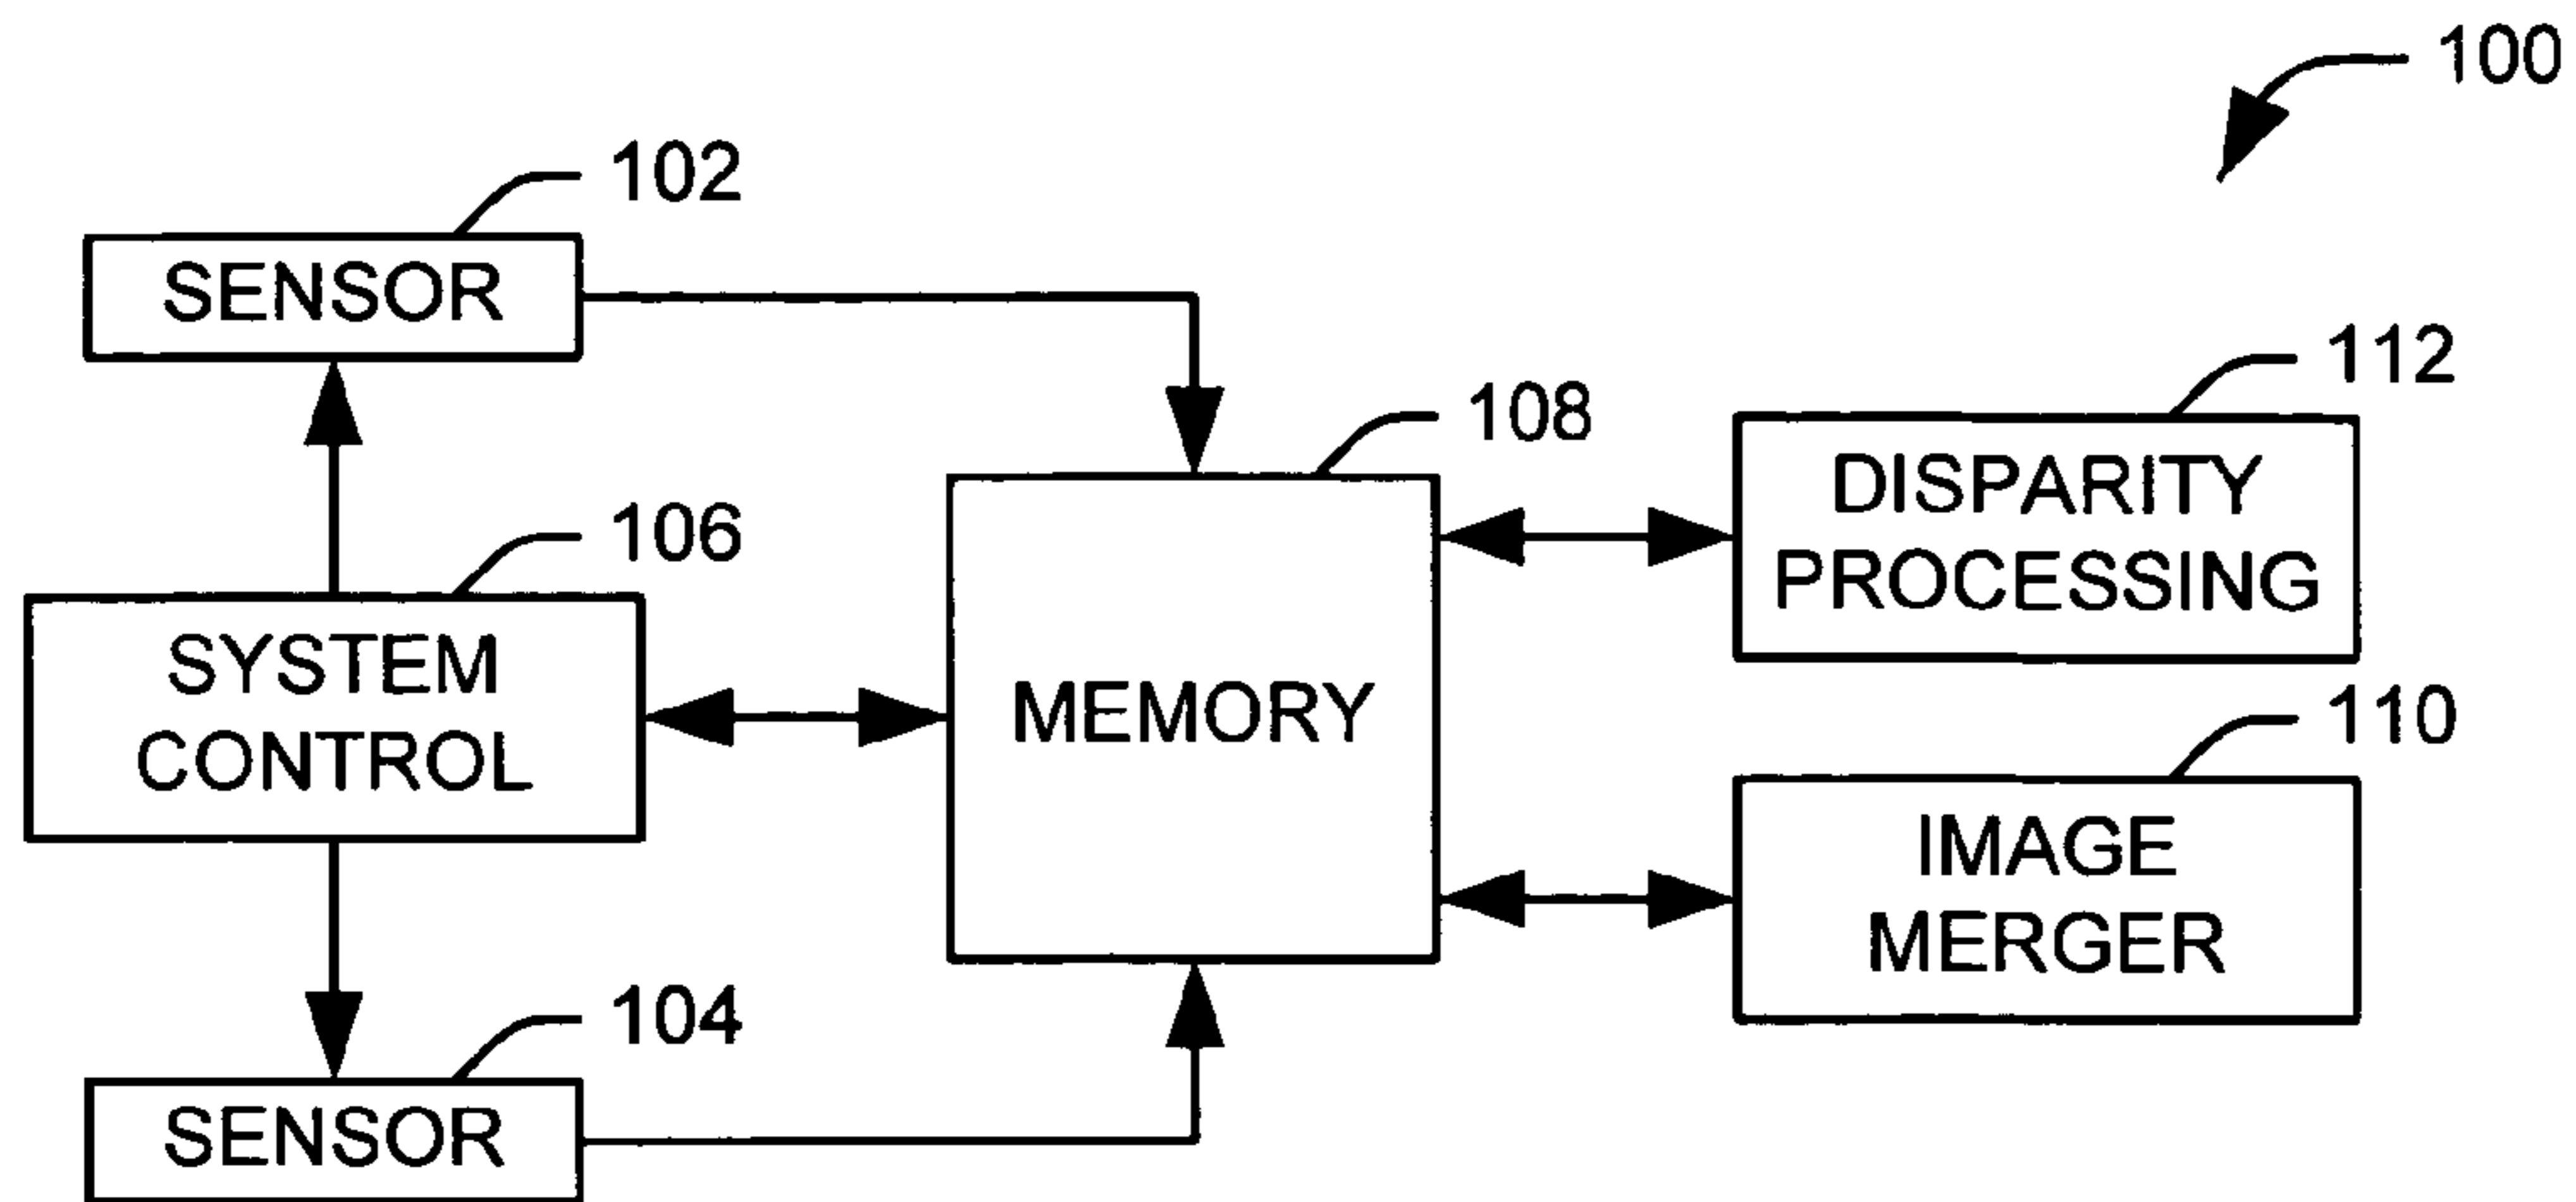 100
102
SENSOR
112
108
DISPARITY
PROCESSING
106
SYSTEM
CONTROL
MEMORY
110
IMAGE
MERGER
104
SENSOR